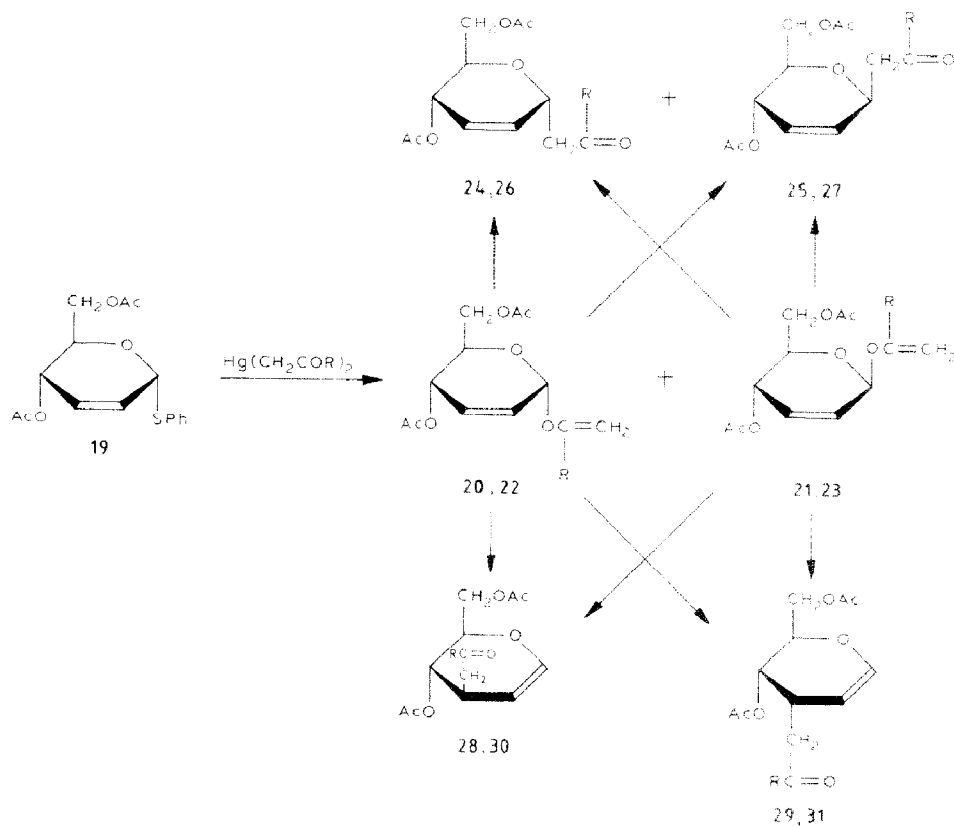 CH2OAc
O
R
AcO
CH2C=O
24,26
+
CH2OAc
O
R
CH2C=O
AcO
25, 27
CH2OAc
O
AcO
SPh
19
Hg(CH2COR)2
CH2OAc
O
AcO
OC=CH2
R
20, 22
+
CH2OAc
O
R
OC=CH2
AcO
21,23
CH2OAc
O
RC=O
CH2
AcO
28,30
CH2OAc
O
AcO
CH2
RC=O
29,31